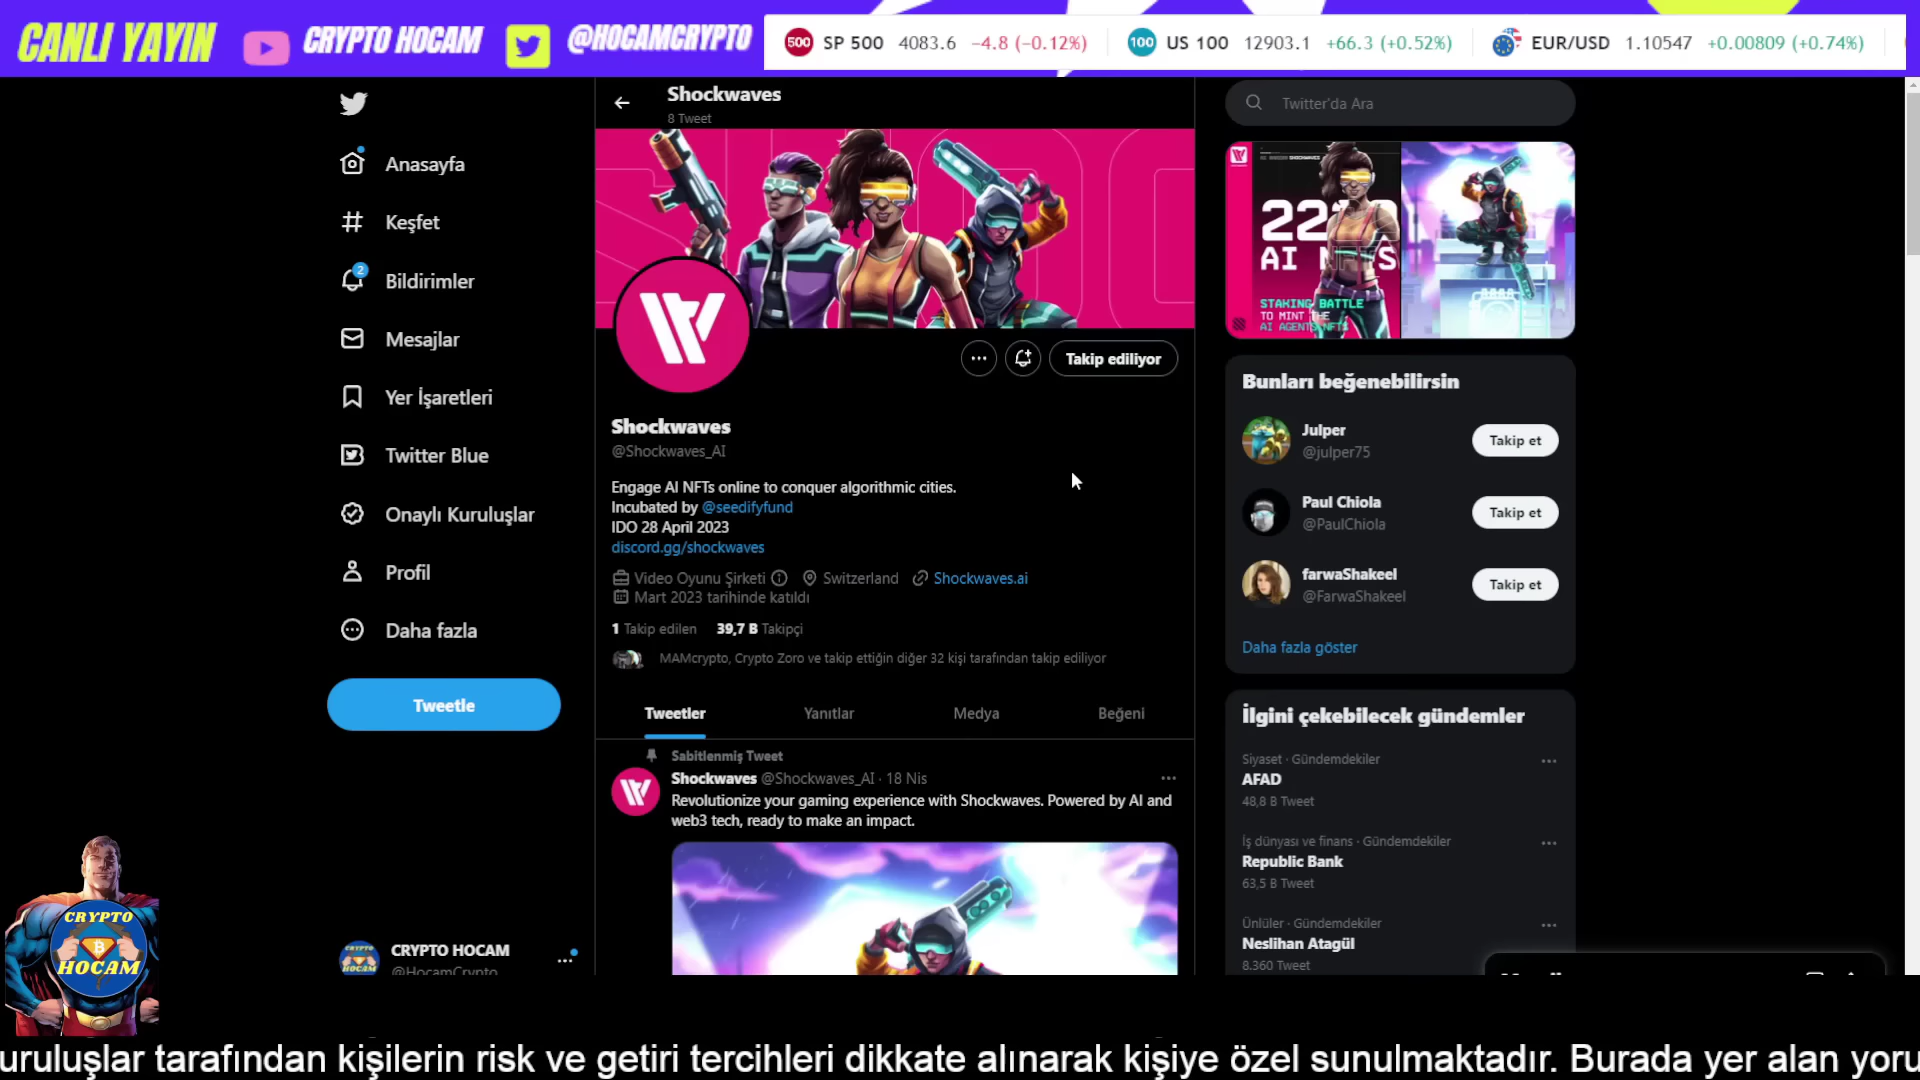 CANLI YAYIN
CRYPTO HOCAM
@HOCAMCRYPTO
500 SP 500 4083.6 −4.8 (−0.12%)
100 US 100 12903.1 +66.3 (+0.52%)
EUR/USD 1.10547 +0.00809 (+0.74%)
Anasayfa
Keşfet
2
Bildirimler
Mesajlar
Yer İşaretleri
Twitter Blue
Onaylı Kuruluşlar
Profil
Daha fazla
Tweetle
CRYPTO HOCAM
@HocamCrypto
CRYPTO
HOCAM
Shockwaves
8 Tweet
Takip ediliyor
Shockwaves
@Shockwaves_AI
Engage AI NFTs online to conquer algorithmic cities.
Incubated by @seedifyfund
IDO 28 April 2023
discord.gg/shockwaves
Video Oyunu Şirketi Switzerland Shockwaves.ai
Mart 2023 tarihinde katıldı
1 Takip edilen 39,7 B Takipçi
MAMcrypto, Crypto Zoro ve takip ettiğin diğer 32 kişi tarafından takip ediliyor
Tweetler Yanıtlar Medya Beğeni
Sabitlenmiş Tweet
Shockwaves @Shockwaves_AI · 18 Nis
Revolutionize your gaming experience with Shockwaves. Powered by AI and
web3 tech, ready to make an impact.
Twitter'da Ara
AI NFTS
STAKING BATTLE
TO MINT THE
AI AGENTS NFTS
Bunları beğenebilirsin
Julper
@julper75
Takip et
Paul Chiola
@PaulChiola
Takip et
farwaShakeel
@FarwaShakeel
Takip et
Daha fazla göster
İlgini çekebilecek gündemler
Siyaset · Gündemdekiler
AFAD
48,8 B Tweet
İş dünyası ve finans · Gündemdekiler
Republic Bank
63,5 B Tweet
Ünlüler · Gündemdekiler
Neslihan Atagül
8.360 Tweet
uruluşlar tarafından kişilerin risk ve getiri tercihleri dikkate alınarak kişiye özel sunulmaktadır. Burada yer alan yoru